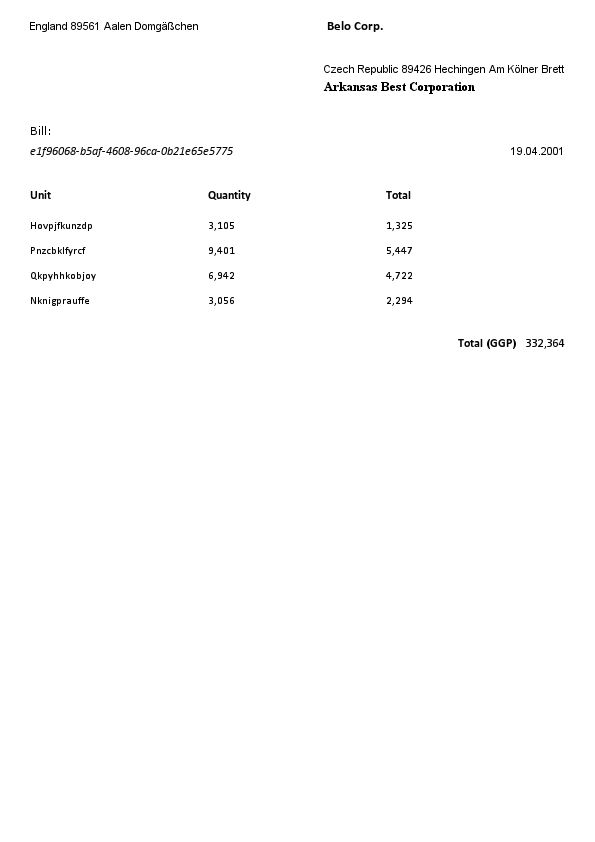 England 89561 Aalen Domgäßchen Belo Corp.
Czech Republic 89426 Hechingen Am Kölner Brett
Arkansas Best Corporation
Bill:
e1f96068-b5af-4608-96ca-0b21e65e5775 19.04.2001
Unit Quantity Total
Hovpjfkunzdp 3,105 1,325
Pnzcbklfyrcf 9,401 5,447
Qkpyhhkobjoy 6,942 4,722
Nknigprauffe 3,056 2,294
Total (GGP) 332,364